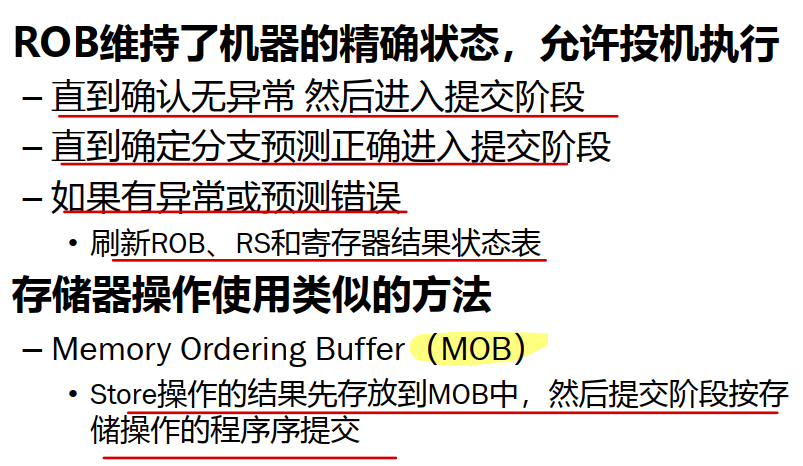 ROB维持了机器的精确状态，允许投机执行
– 直到确认无异常 然后进入提交阶段
– 直到确定分支预测正确进入提交阶段
– 如果有异常或预测错误
• 刷新ROB、RS和寄存器结果状态表
存储器操作使用类似的方法
– Memory Ordering Buffer（MOB）
• Store操作的结果先存放到MOB中，然后提交阶段按存
储操作的程序序提交